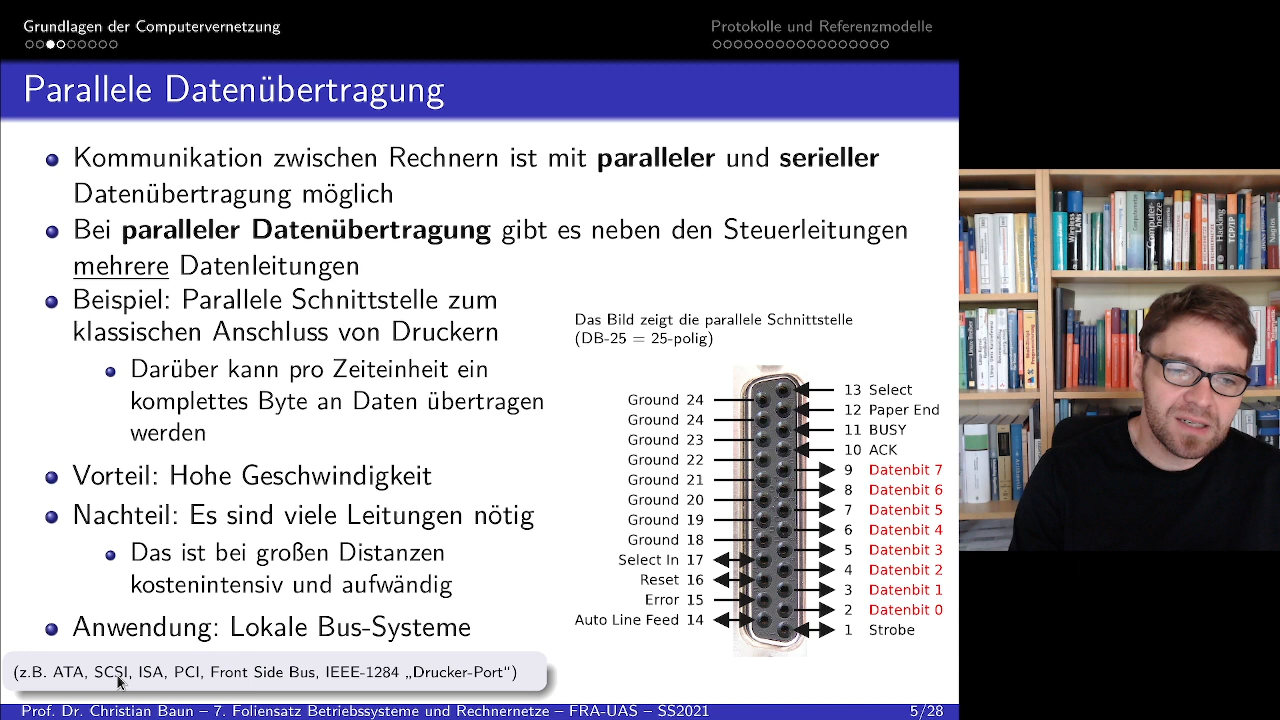 Grundlagen der Computervernetzung
Protokolle und Referenzmodelle
Parallele Datenübertragung
Kommunikation zwischen Rechnern ist mit paralleler und serieller
Datenübertragung möglich
Bei paralleler Datenübertragung gibt es neben den Steuerleitungen
mehrere Datenleitungen
Beispiel: Parallele Schnittstelle zum
klassischen Anschluss von Druckern
Darüber kann pro Zeiteinheit ein
komplettes Byte an Daten übertragen
werden
Vorteil: Hohe Geschwindigkeit
Nachteil: Es sind viele Leitungen nötig
Das ist bei großen Distanzen
kostenintensiv und aufwändig
Anwendung: Lokale Bus-Systeme
(z.B. ATA, SCSI, ISA, PCI, Front Side Bus, IEEE-1284 „Drucker-Port“)
Das Bild zeigt die parallele Schnittstelle
(DB-25 = 25-polig)
Ground 24
Ground 24
Ground 23
Ground 22
Ground 21
Ground 20
Ground 19
Ground 18
Select In 17
Reset 16
Error 15
Auto Line Feed 14
13 Select
12 Paper End
11 BUSY
10 ACK
9 Datenbit 7
8 Datenbit 6
7 Datenbit 5
6 Datenbit 4
5 Datenbit 3
4 Datenbit 2
3 Datenbit 1
2 Datenbit 0
1 Strobe
Prof. Dr. Christian Baun – 7. Foliensatz Betriebssysteme und Rechnernetze – FRA-UAS – SS2021
5/28
Wireless
LANs
Computer-
netze
Hacking
TCP/IP
Nagios